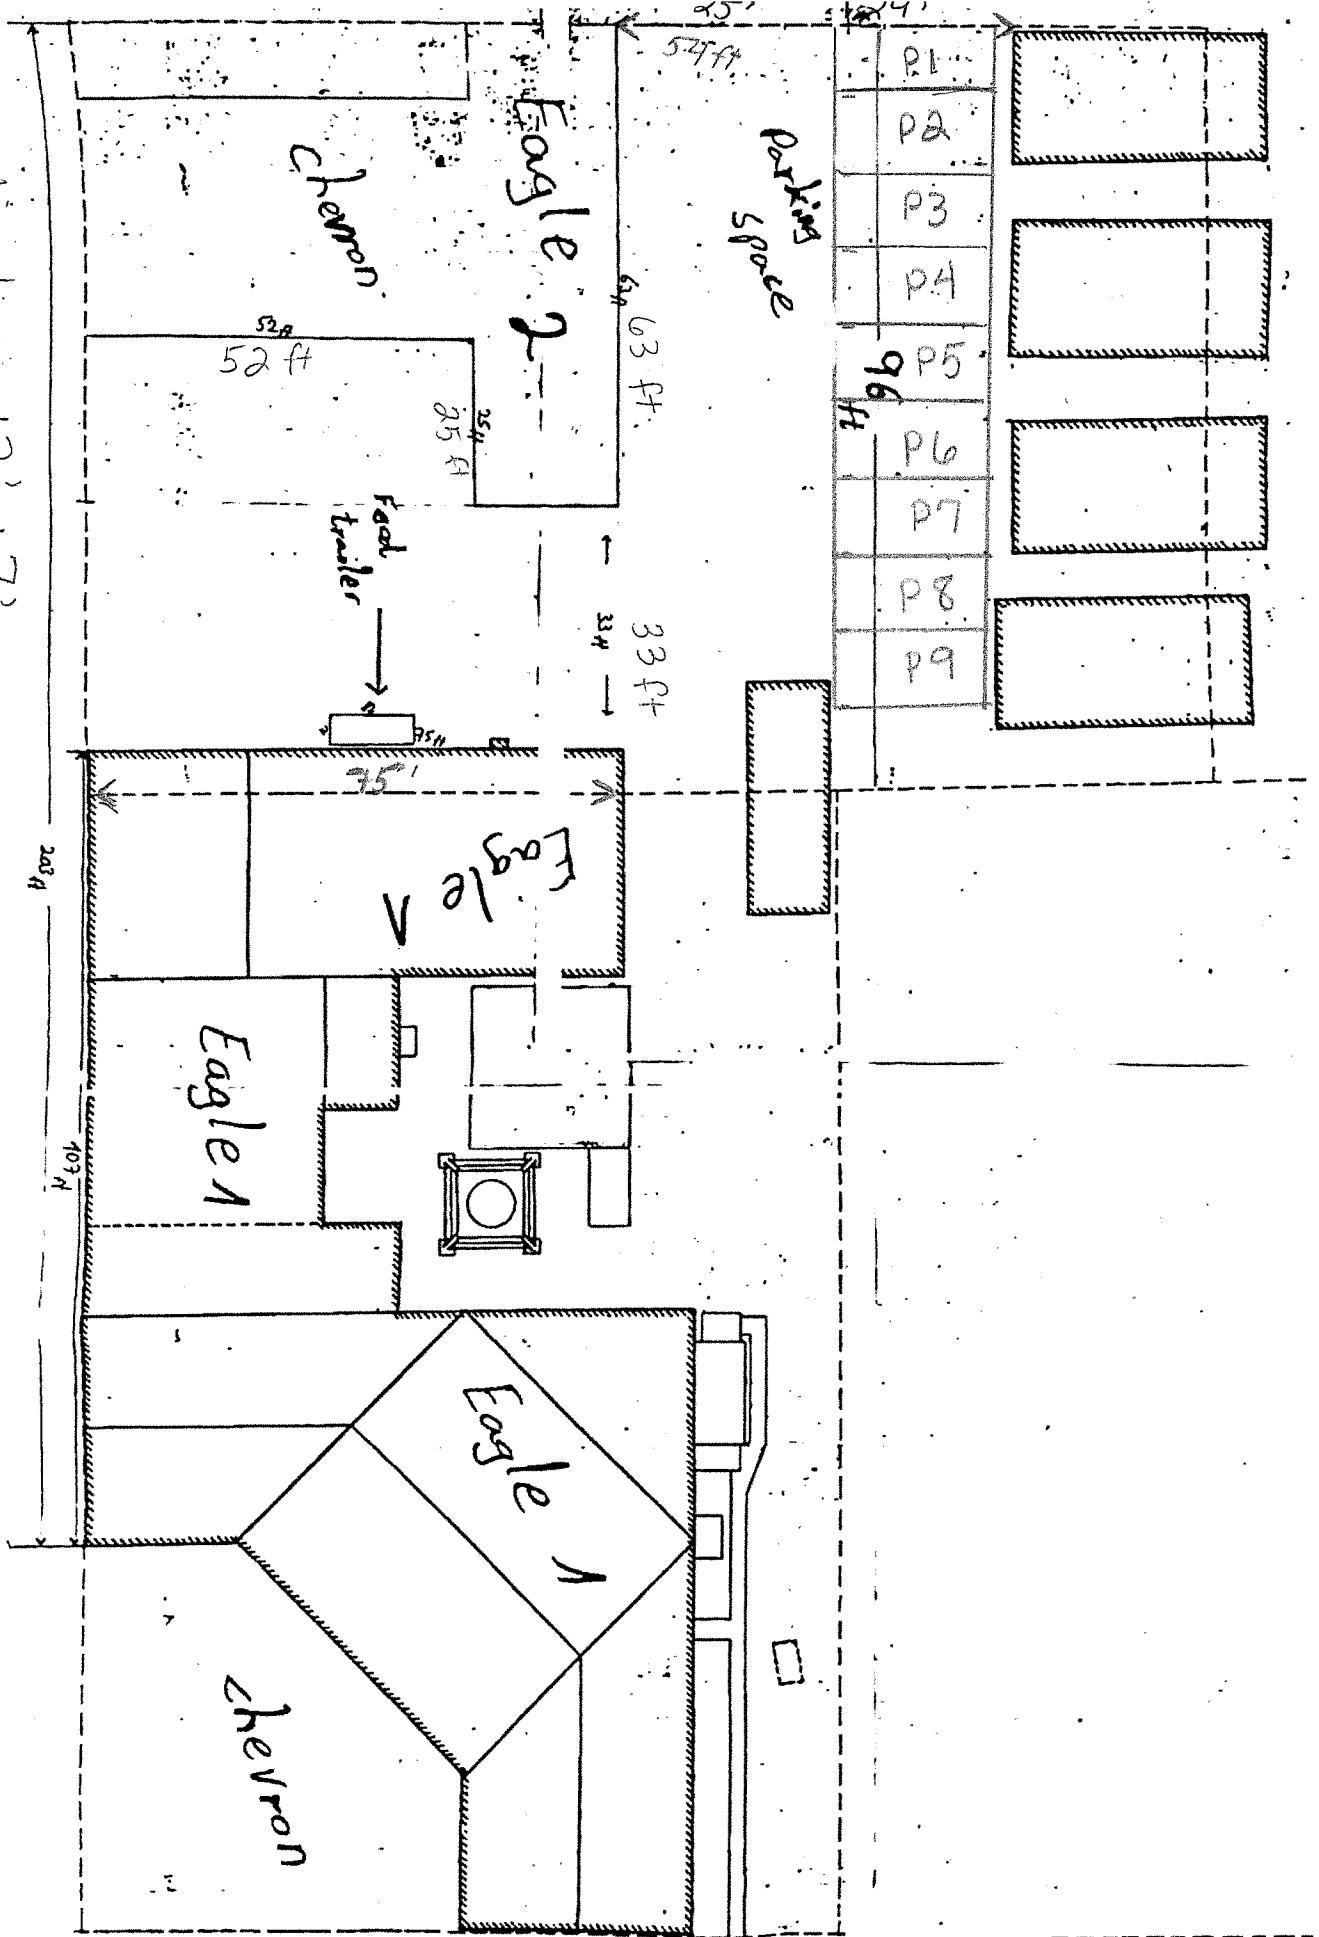 25'
24'
54 ft
P1
P2
P3
P4
P5
P6
P7
P8
P9
Parking
Space
96
ft
Eagle 2
chevron
63 ft
63 ft
52 ft
52 ft
25 ft
25 ft
Food
trailer
33 ft
33 ft
75 ft
75'
Eagle 1
203 ft
Eagle 1
107 ft
Eagle 1
chevron